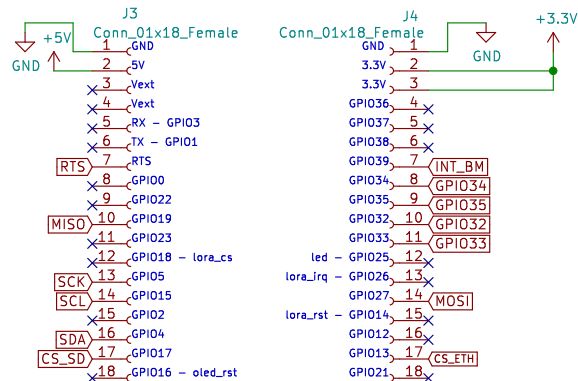 J3
Conn_01x18_Female
GND
+5V
1 GND
2 5V
3 Vext
4 Vext
5 RX - GPIO3
6 TX - GPIO1
RTS 7 RTS
8 GPIO0
9 GPIO22
MISO 10 GPIO19
11 GPIO23
12 GPIO18 - lora_cs
SCK 13 GPIO5
SCL 14 GPIO15
15 GPIO2
SDA 16 GPIO4
CS_SD 17 GPIO17
18 GPIO16 - oled_rst
J4
Conn_01x18_Female
+3.3V
GND
GND 1
3.3V 2
3.3V 3
GPIO36 4
GPIO37 5
GPIO38 6
GPIO39 7 INT_BM
GPIO34 8 GPIO34
GPIO35 9 GPIO35
GPIO32 10 GPIO32
GPIO33 11 GPIO33
led - GPIO25 12
lora_irq - GPIO26 13
GPIO27 14 MOSI
lora_rst - GPIO14 15
GPIO12 16
GPIO13 17 CS_ETH
GPIO21 18